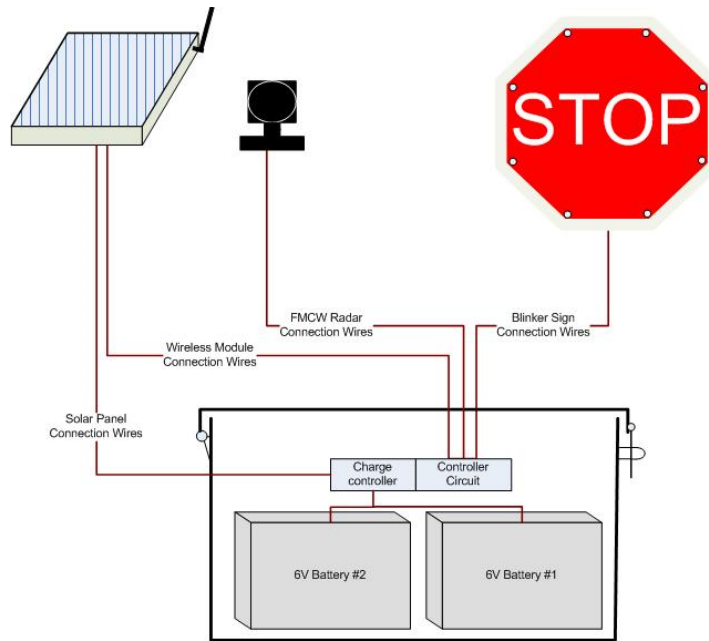 STOP
FMCW Radar
Connection Wires
Blinker Sign
Connection Wires
Wireless Module
Connection Wires
Solar Panel
Connection Wires
Charge
controller
Controller
Circuit
6V Battery #2
6V Battery #1